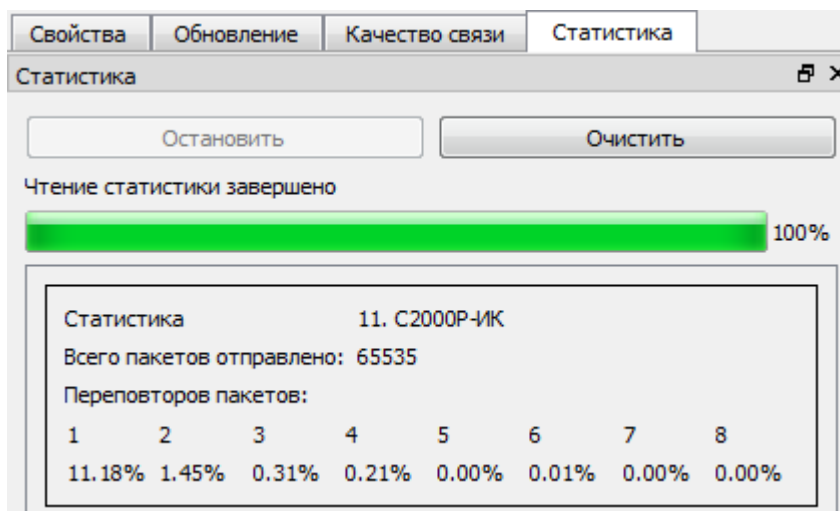 Свойства Обновление Качество связи Статистика
Статистика
Остановить Очистить
Чтение статистики завершено
100%
Статистика 11. С2000Р-ИК
Всего пакетов отправлено: 65535
Переповторов пакетов:
1 2 3 4 5 6 7 8
11.18% 1.45% 0.31% 0.21% 0.00% 0.01% 0.00% 0.00%